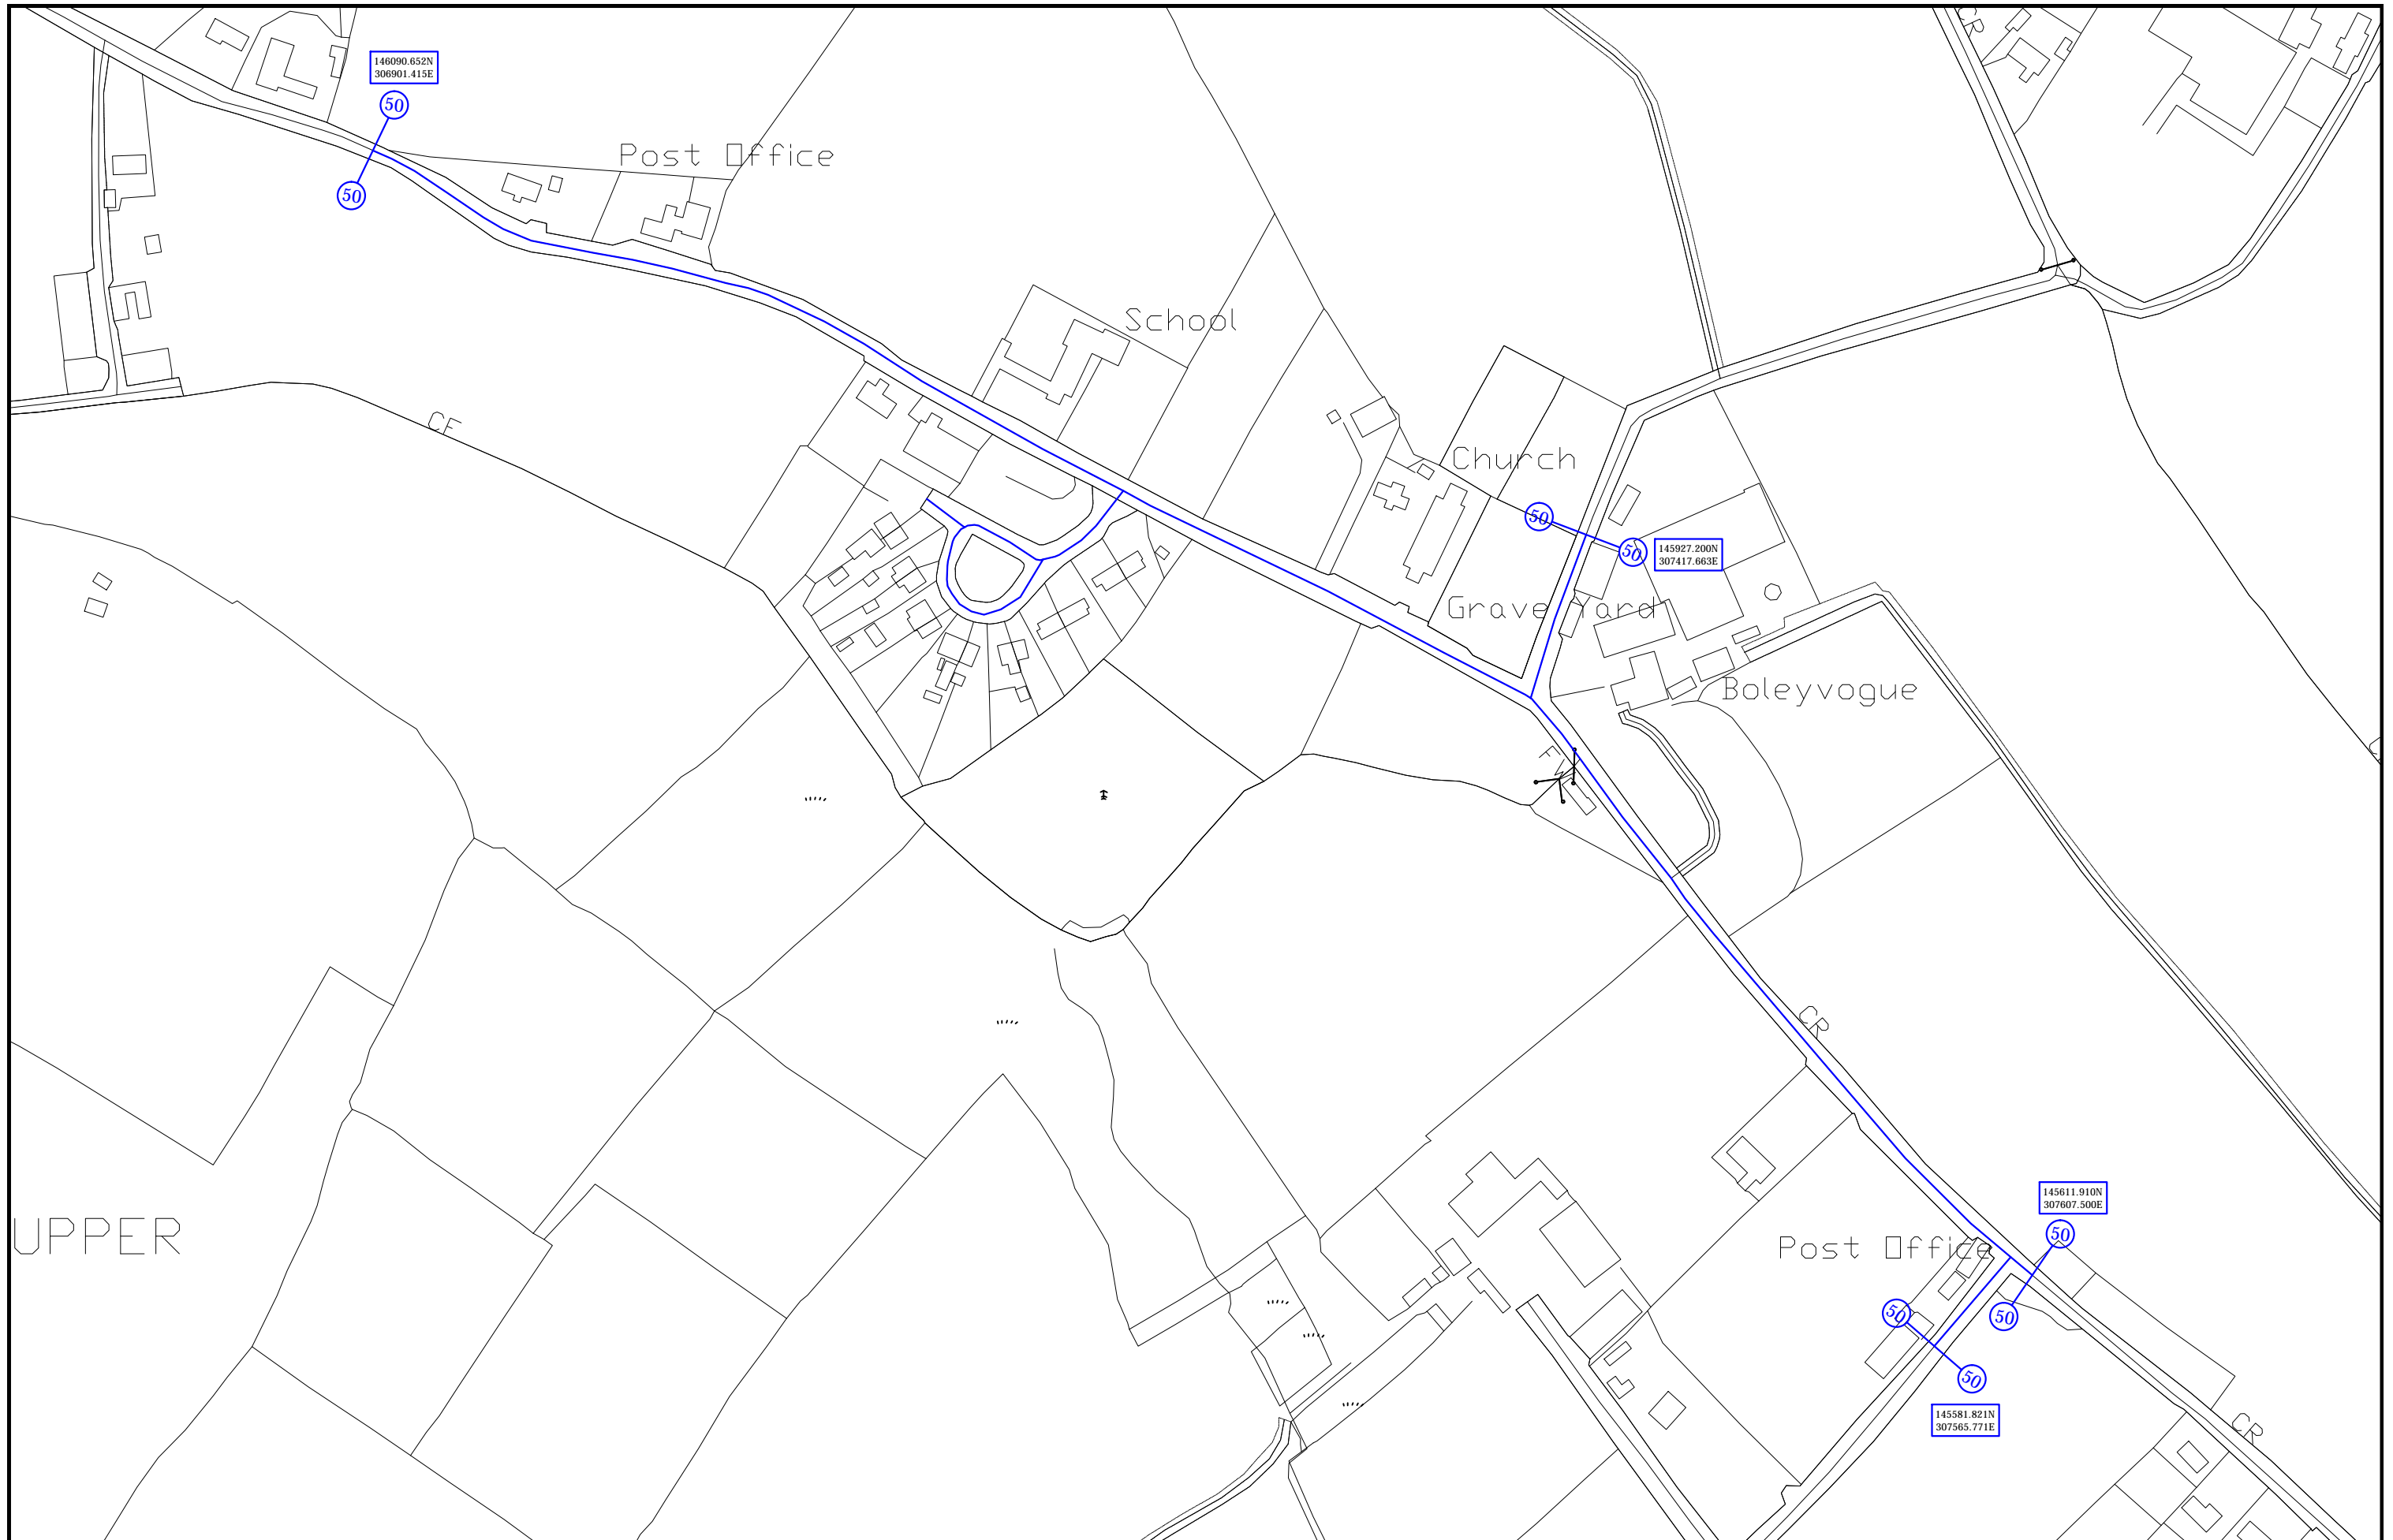 CR
146090.652N
306901.415E
50
Post Office
50
School
CF
Church
50
50
145927.200N
307417.663E
Grave Yard
Boleyvogue
FW
CR
145611.910N
307607.500E
UPPER
50
Post Office
50
50
50
145581.821N
307565.771E
CR